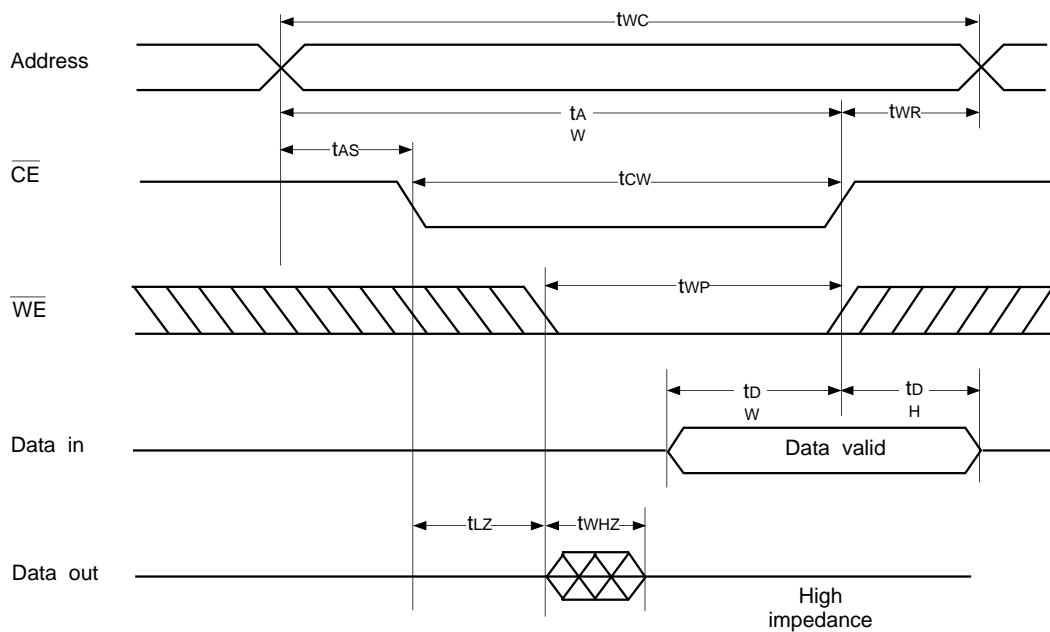 tWC
Address
tA
W
tWR
tAS
CE
tCW
WE
tWP
tD
W
tD
H
Data in
Data valid
tLZ
tWHZ
Data out
High
impedance